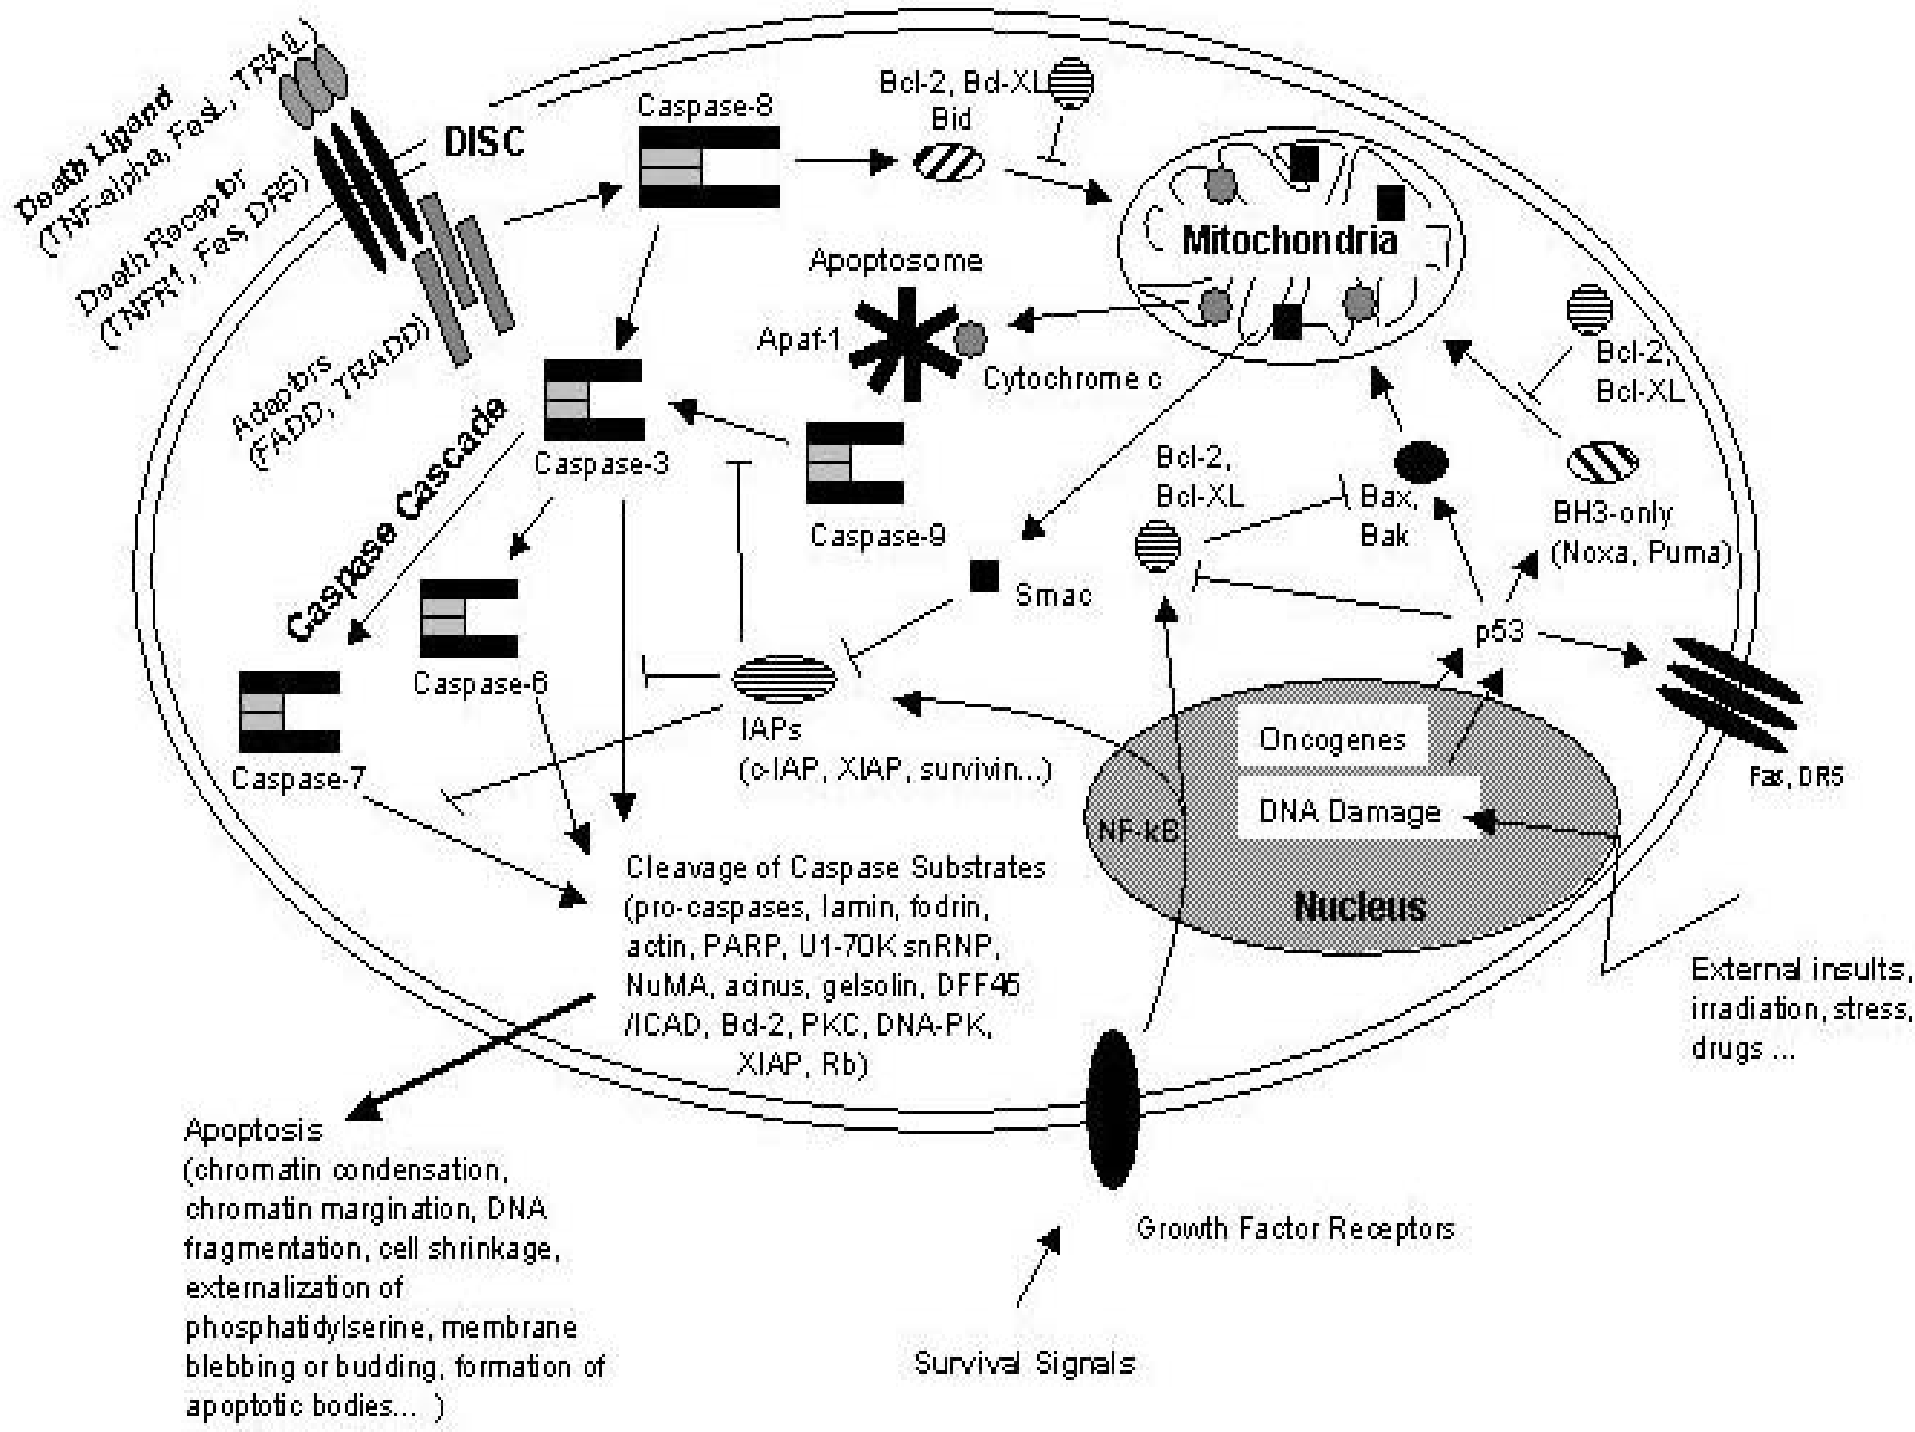 Death Ligand
(TNF-alpha, FasL, TRAIL)
Death Receptor
(TNFR1, Fas, DR5)
Adaptors
(FADD, TRADD)
DISC
Caspase-8
Bcl-2, Bcl-XL
Bid
Mitochondria
Apoptosome
Apaf-1
Cytochrome c
Bcl-2,
Bcl-XL
Caspase Cascade
Caspase-3
Caspase-9
Bcl-2,
Bcl-XL
Bax,
Bak
BH3-only
(Noxa, Puma)
Smac
p53
Caspase-6
Caspase-7
IAPs
(c-IAP, XIAP, survivin...)
Oncogenes
DNA Damage
NF-kB
Nucleus
Fas, DR5
Cleavage of Caspase Substrates
(pro-caspases, lamin, fodrin,
actin, PARP, U1-70K snRNP,
NuMA, acinus, gelsolin, DFF45
/ICAD, Bcl-2, PKC, DNA-PK,
XIAP, Rb)
External insults,
irradiation, stress,
drugs ...
Apoptosis
(chromatin condensation,
chromatin margination, DNA
fragmentation, cell shrinkage,
externalization of
phosphatidylserine, membrane
blebbing or budding, formation of
apoptotic bodies... )
Growth Factor Receptors
Survival Signals